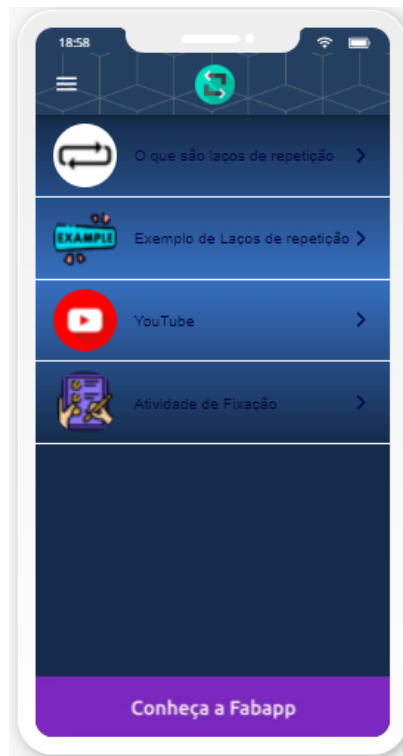 18:58
O que são laços de repetição
EXAMPLE
Exemplo de Laços de repetição
YouTube
Atividade de Fixação
Conheça a Fabapp